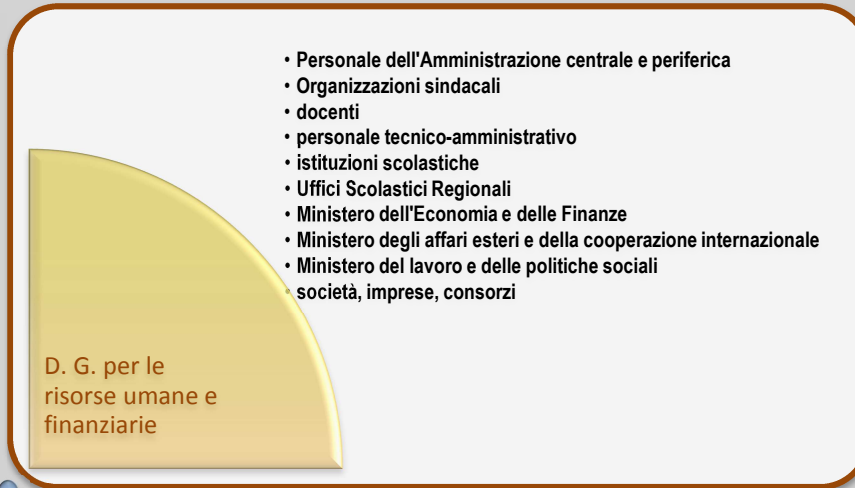 • Personale dell'Amministrazione centrale e periferica
• Organizzazioni sindacali
• docenti
• personale tecnico-amministrativo
• istituzioni scolastiche
• Uffici Scolastici Regionali
• Ministero dell'Economia e delle Finanze
• Ministero degli affari esteri e della cooperazione internazionale
• Ministero del lavoro e delle politiche sociali
• società, imprese, consorzi
D. G. per le
risorse umane e
finanziarie